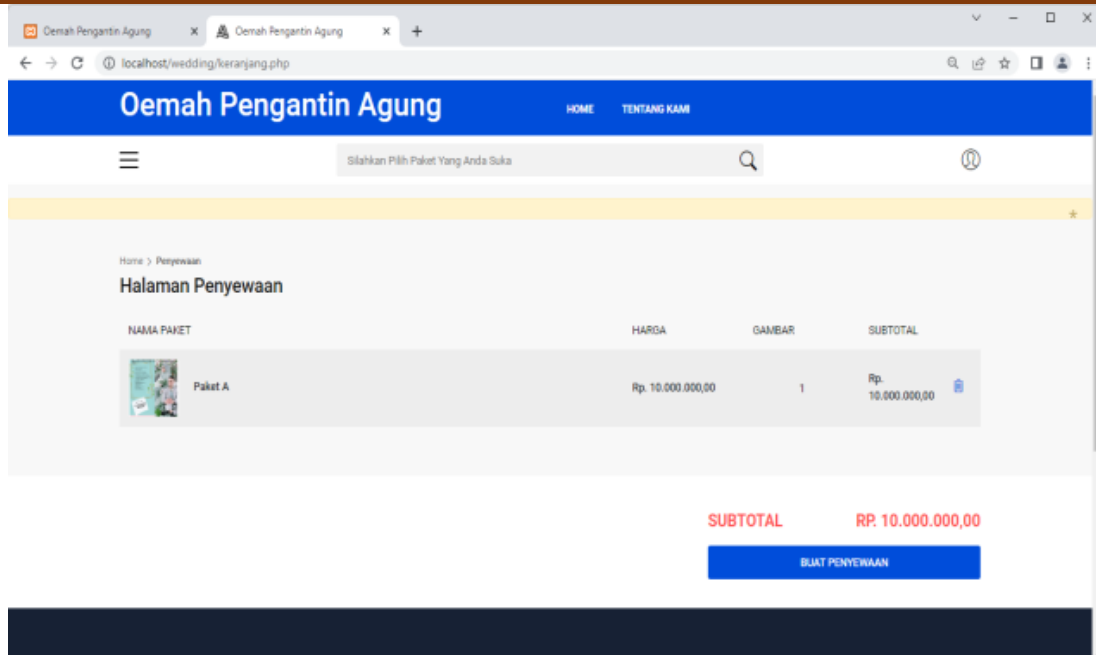 Oemah Pengantin Agung
Oemah Pengantin Agung
localhost/wedding/keranjang.php
Oemah Pengantin Agung
HOME
TENTANG KAMI
Silahkan Pilih Paket Yang Anda Suka
*
Home > Penyewaan
Halaman Penyewaan
NAMA PAKET HARGA GAMBAR SUBTOTAL
Paket A Rp. 10.000.000,00 1 Rp.
10.000.000,00
SUBTOTAL RP. 10.000.000,00
BUAT PENYEWAAN